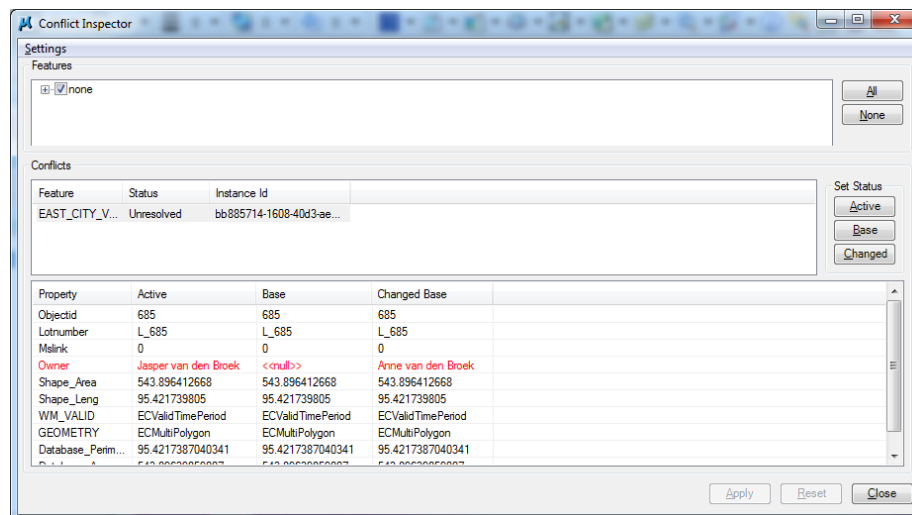 Conflict Inspector
Settings
Features
none
All
None
Conflicts
Feature Status Instance Id
EAST_CITY_V... Unresolved bb885714-1608-40d3-ae...
Set Status
Active
Base
Changed
Property Active Base Changed Base
Objectid 685 685 685
Lotnumber L_685 L_685 L_685
Mslink 0 0 0
Owner Jasper van den Broek <<null>> Anne van den Broek
Shape_Area 543.896412668 543.896412668 543.896412668
Shape_Leng 95.421739805 95.421739805 95.421739805
WM_VALID ECValidTimePeriod ECValidTimePeriod ECValidTimePeriod
GEOMETRY ECMultiPolygon ECMultiPolygon ECMultiPolygon
Database_Perim... 95.4217387040341 95.4217387040341 95.4217387040341
Apply Reset Close